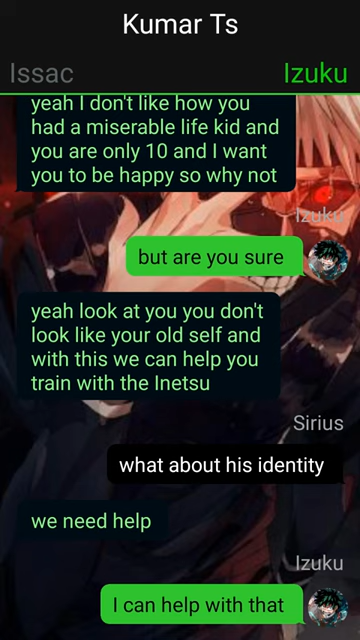 Kumar Ts
Issac
Izuku
yeah I don't like how you
had a miserable life kid and
you are only 10 and I want
you to be happy so why not
Izuku
but are you sure
yeah look at you you don't
look like your old self and
with this we can help you
train with the Inetsu
Sirius
what about his identity
we need help
Izuku
I can help with that